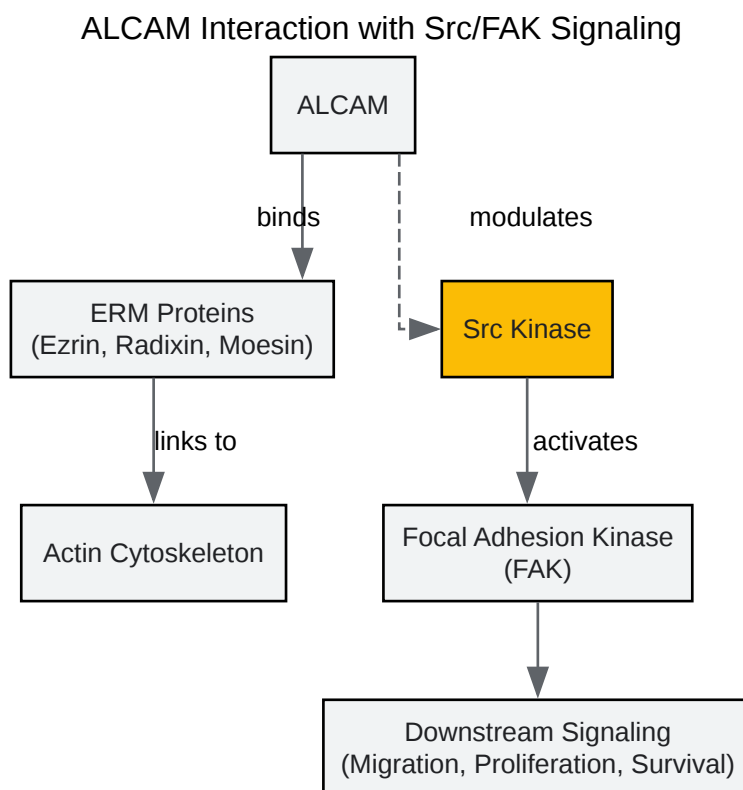 ALCAM Interaction with Src/FAK Signaling
ALCAM
binds
modulates
ERM Proteins
(Ezrin, Radixin, Moesin)
Src Kinase
links to
activates
Actin Cytoskeleton
Focal Adhesion Kinase
(FAK)
Downstream Signaling
(Migration, Proliferation, Survival)